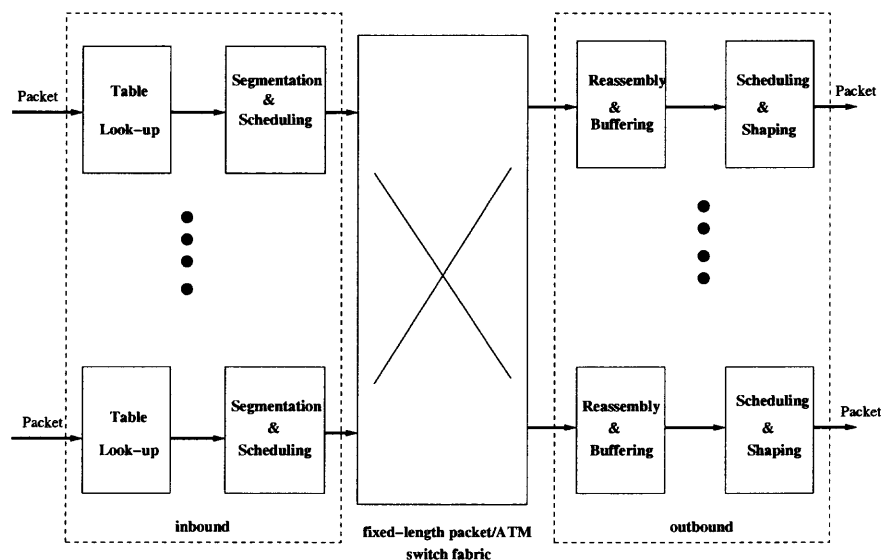 Packet
Table
Look-up
Segmentation
&
Scheduling
Reassembly
&
Buffering
Scheduling
&
Shaping
Packet
Packet
Table
Look-up
Segmentation
&
Scheduling
Reassembly
&
Buffering
Scheduling
&
Shaping
Packet
inbound
fixed-length packet/ATM
switch fabric
outbound